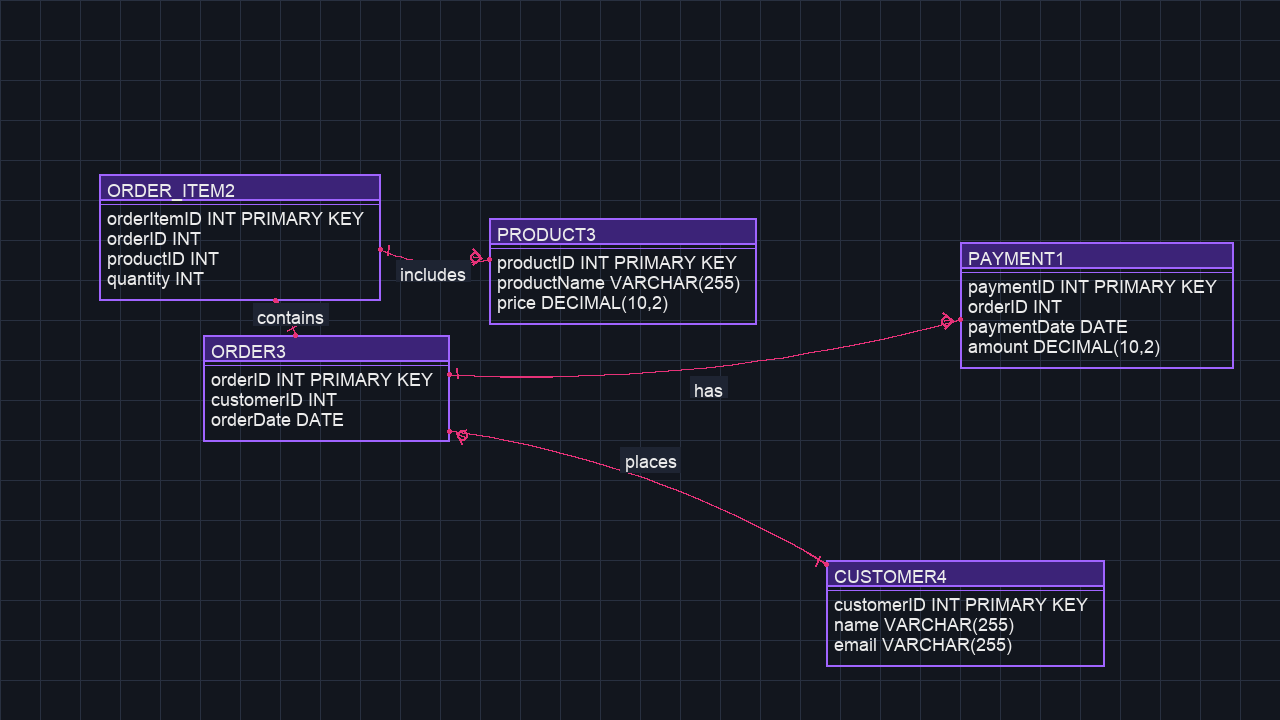 ORDER_ITEM2
orderItemID INT PRIMARY KEY
orderID INT
productID INT
quantity INT
includes
PRODUCT3
productID INT PRIMARY KEY
productName VARCHAR(255)
price DECIMAL(10,2)
PAYMENT1
paymentID INT PRIMARY KEY
orderID INT
paymentDate DATE
amount DECIMAL(10,2)
contains
ORDER3
orderID INT PRIMARY KEY
customerID INT
orderDate DATE
has
places
CUSTOMER4
customerID INT PRIMARY KEY
name VARCHAR(255)
email VARCHAR(255)